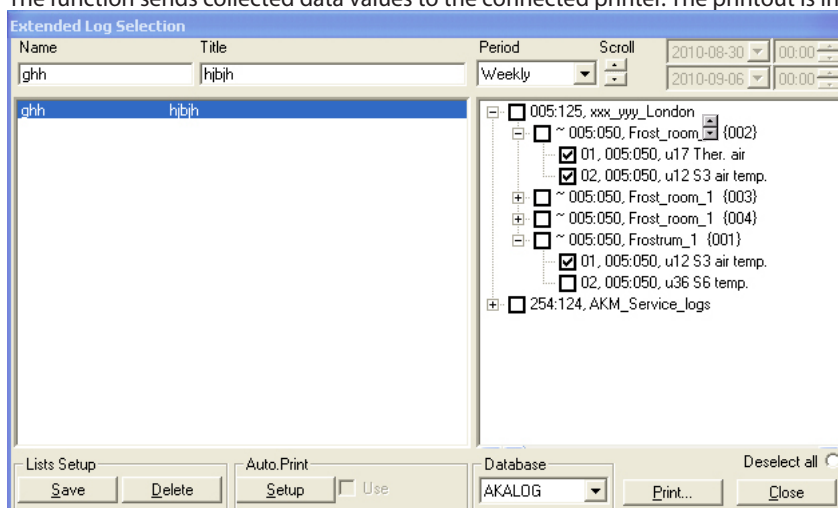 The function sends collected data values to the connected printer. The printout is in
Extended Log Selection
Name Title Period Scroll 2010-08-30 00:00
ghh hjbjh Weekly 2010-09-06 00:00
ghh hjbjh
005:125, xxx_yyy_London
~ 005:050, Frost_room_ {002}
01, 005:050, u17 Ther. air
02, 005:050, u12 S3 air temp.
~ 005:050, Frost_room_1 {003}
~ 005:050, Frost_room_1 {004}
~ 005:050, Frostrum_1 {001}
01, 005:050, u12 S3 air temp.
02, 005:050, u36 S6 temp.
254:124, AKM_Service_logs
Lists Setup Auto.Print Database Deselect all
Save Delete Setup Use AKALOG Print... Close